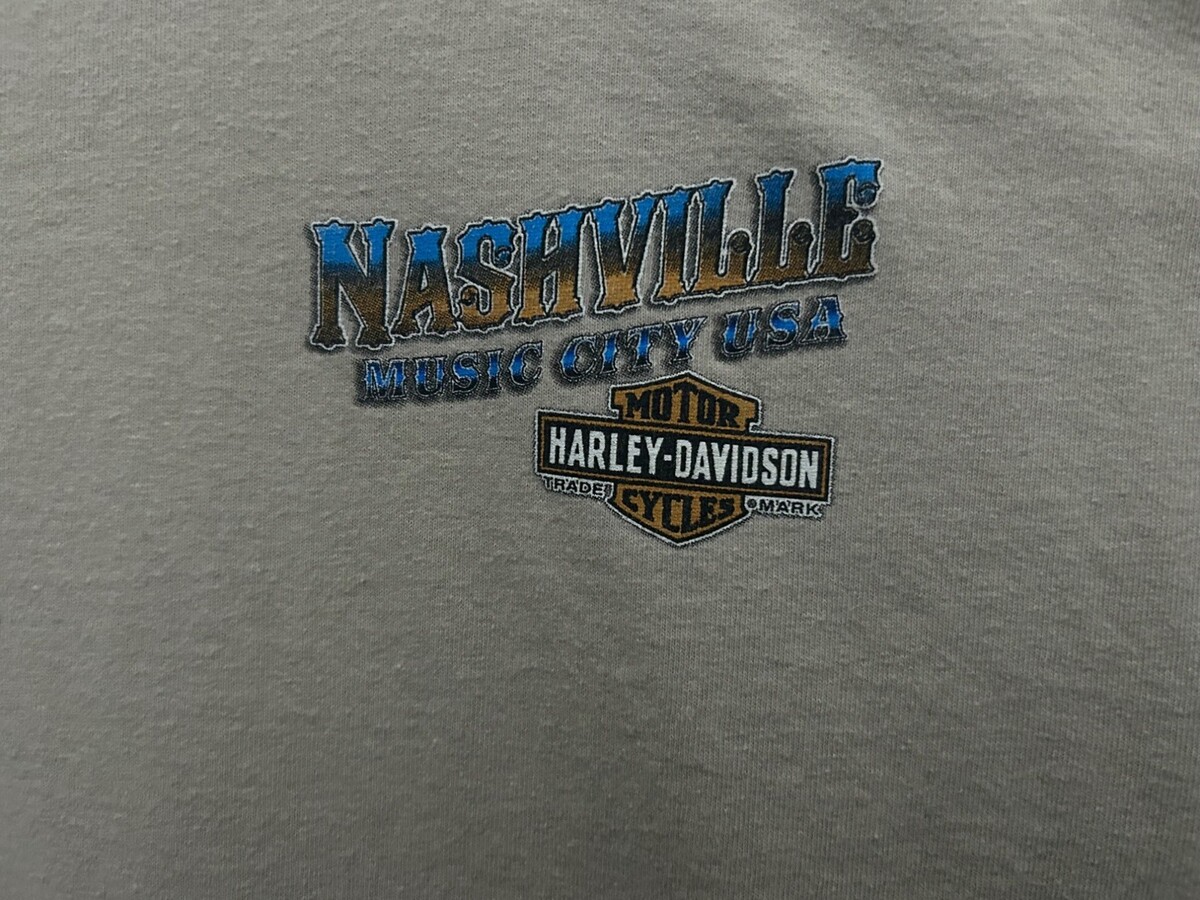 NASHVILLE
MUSIC CITY USA
MOTOR
HARLEY-DAVIDSON
TRADE CYCLES ®MARK